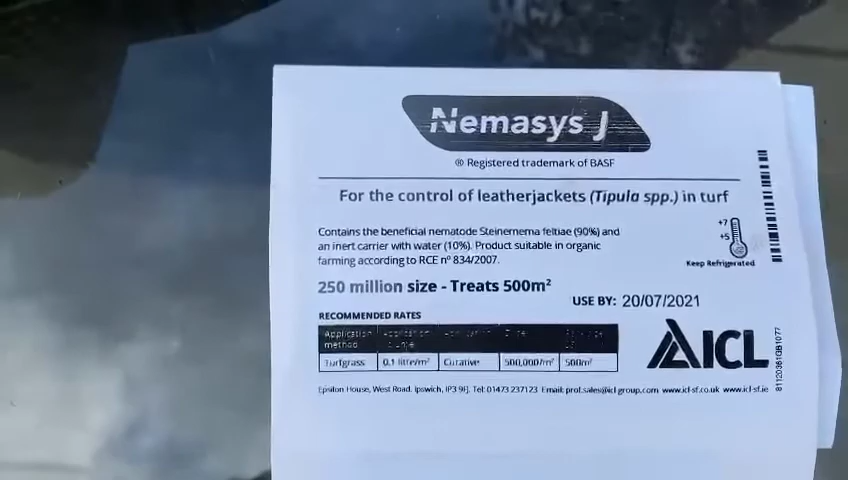 Nemasys J
® Registered trademark of BASF
For the control of leatherjackets (Tipula spp.) in turf
Contains the beneficial nematode Steinernema feltiae (90%) and
an inert carrier with water (10%). Product suitable in organic
farming according to RCE nº 834/2007.
+7
+5
Keep Refrigerated
250 million size - Treats 500m²
USE BY: 20/07/2021
RECOMMENDED RATES
Application
method
Turfgrass 0.1 litre/m² Curative 500,000/m² 500m²
ICL
Epsilon House, West Road, Ipswich, IP3 9FJ. Tel: 01473 237123 Email: prof.sales@icl-group.com www.icl-sf.co.uk www.icl-sf.ie